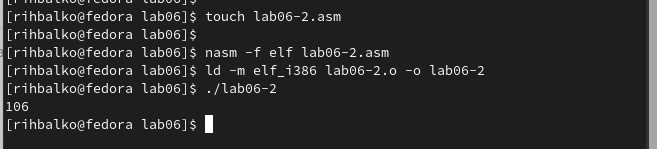 [rihbalko@fedora lab06]$ touch lab06-2.asm
[rihbalko@fedora lab06]$
[rihbalko@fedora lab06]$ nasm -f elf lab06-2.asm
[rihbalko@fedora lab06]$ ld -m elf_i386 lab06-2.o -o lab06-2
[rihbalko@fedora lab06]$ ./lab06-2
106
[rihbalko@fedora lab06]$